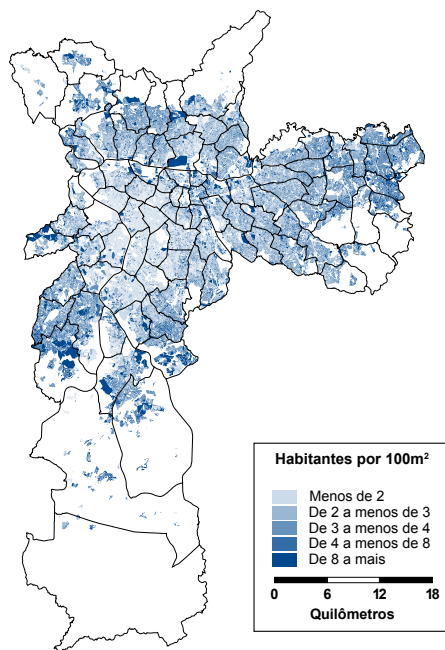 Habitantes por 100m²
Menos de 2
De 2 a menos de 3
De 3 a menos de 4
De 4 a menos de 8
De 8 a mais
0 6 12 18
Quilômetros